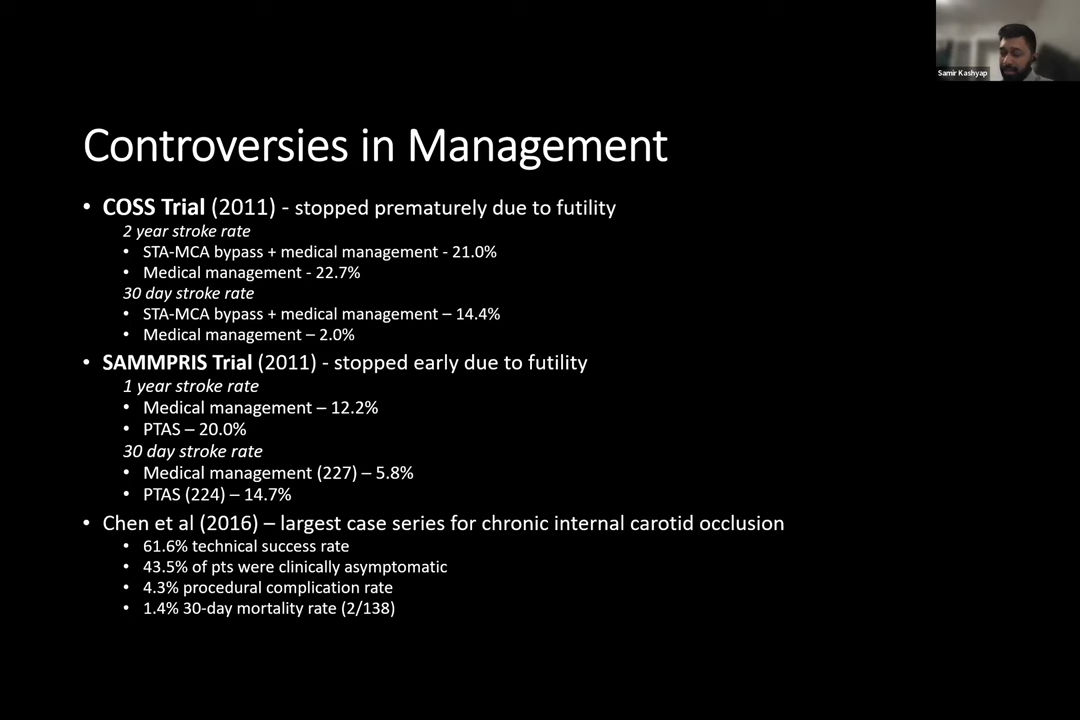 Samir Kashyap
Controversies in Management
• COSS Trial (2011) - stopped prematurely due to futility
2 year stroke rate
• STA-MCA bypass + medical management - 21.0%
• Medical management - 22.7%
30 day stroke rate
• STA-MCA bypass + medical management – 14.4%
• Medical management – 2.0%
• SAMMPRIS Trial (2011) - stopped early due to futility
1 year stroke rate
• Medical management – 12.2%
• PTAS – 20.0%
30 day stroke rate
• Medical management (227) – 5.8%
• PTAS (224) – 14.7%
• Chen et al (2016) – largest case series for chronic internal carotid occlusion
• 61.6% technical success rate
• 43.5% of pts were clinically asymptomatic
• 4.3% procedural complication rate
• 1.4% 30-day mortality rate (2/138)